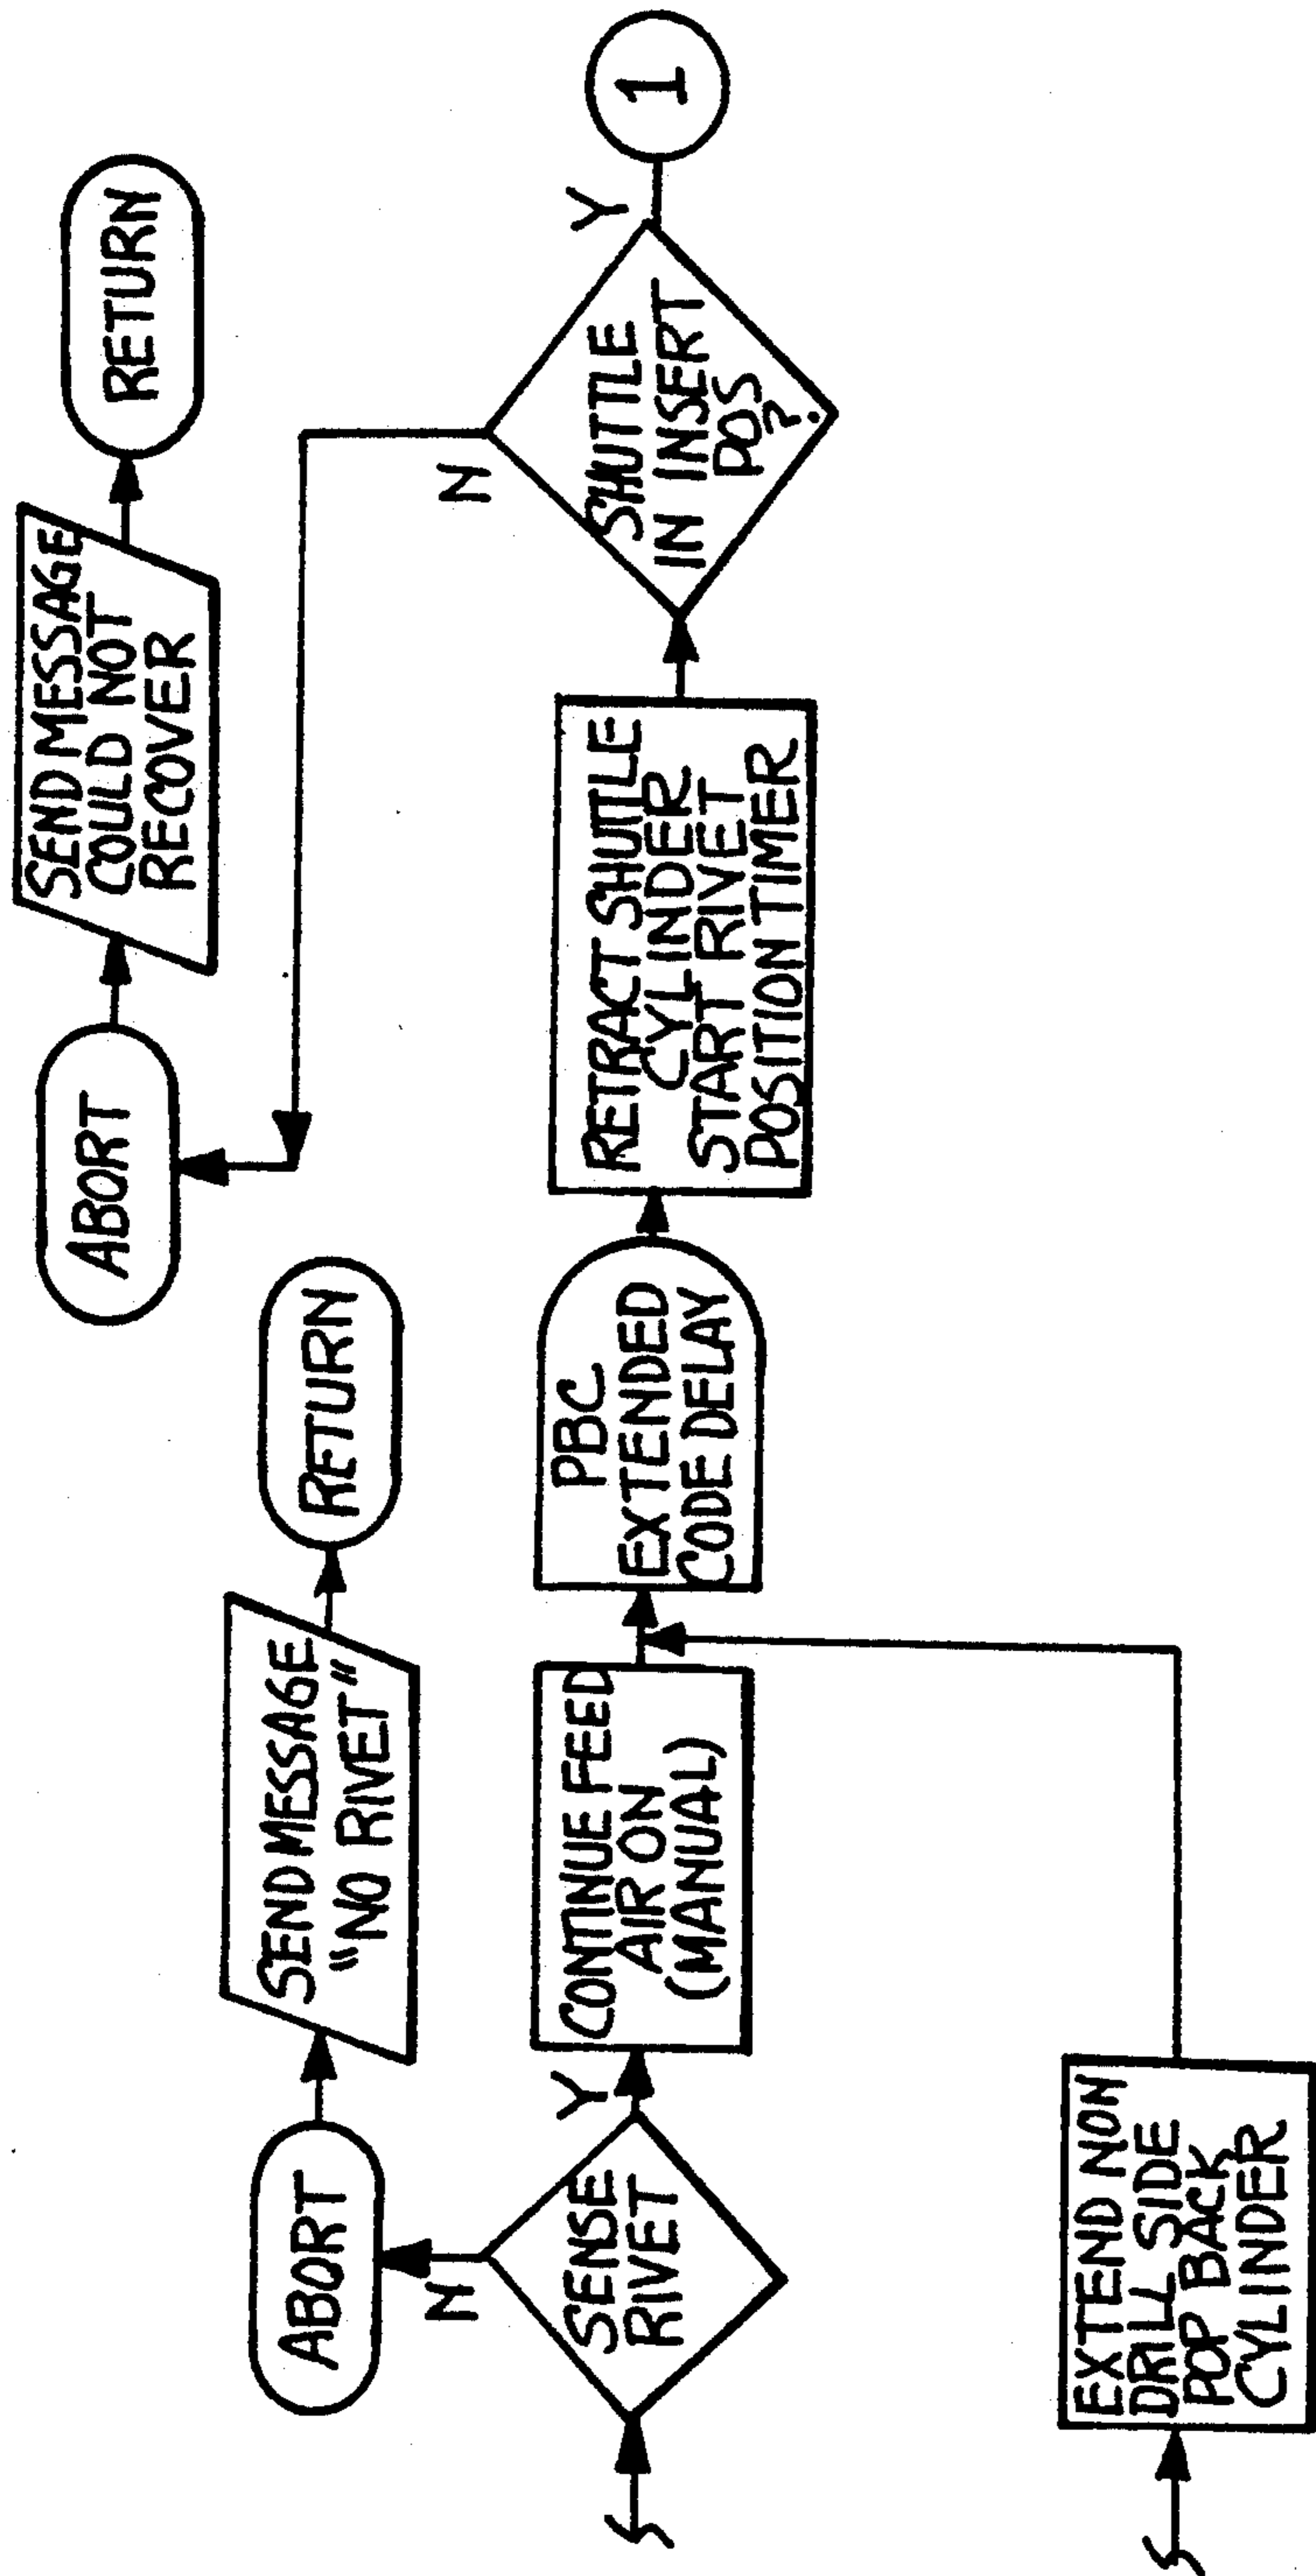 ABORT
SEND MESSAGE
COULD NOT
RECOVER
RETURN
ABORT
SEND MESSAGE
"NO RIVET"
RETURN
N
N
SENSE
RIVET
Y
CONTINUE FEED
AIR ON
(MANUAL)
PBC
EXTENDED
CODE DELAY
RETRACT SHUTTLE
CYLINDER
START RIVET
POSITION TIMER
SHUTTLE
IN INSERT
POS
?
Y
1
EXTEND NON
DRILL SIDE
POP BACK
CYLINDER